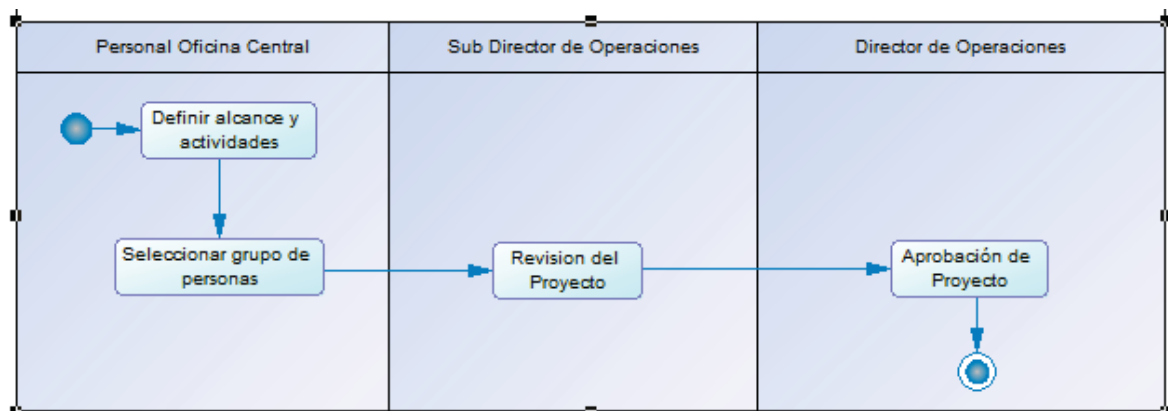 Personal Oficina Central
Sub Director de Operaciones
Director de Operaciones
Definir alcance y
actividades
Seleccionar grupo de
personas
Revision del
Proyecto
Aprobación de
Proyecto